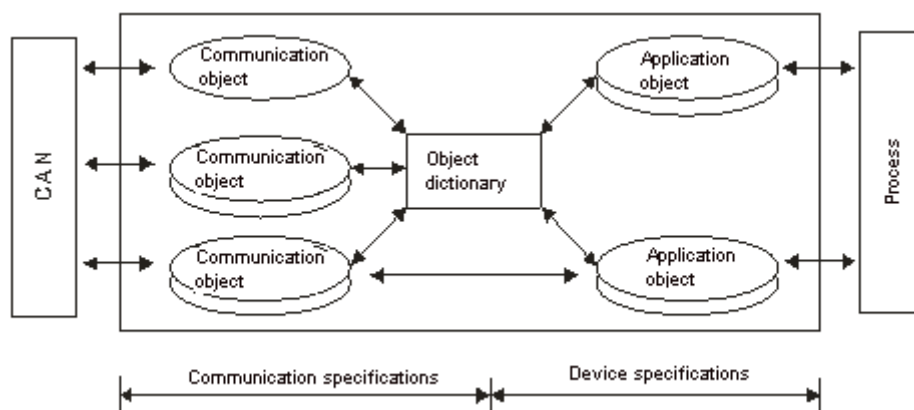 CAN
Communication
object
Communication
object
Communication
object
Object
dictionary
Application
object
Application
object
Process
Communication specifications
Device specifications